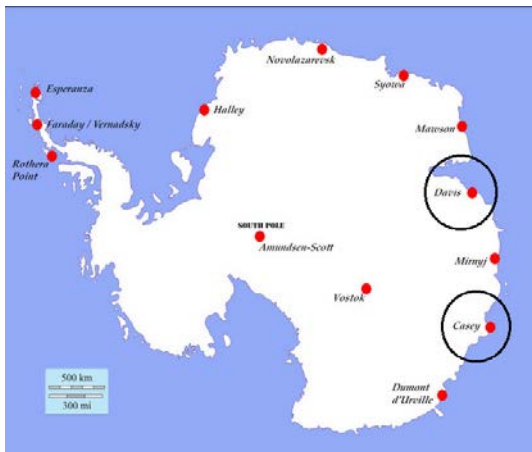 Novolazarevsk
Syowa
Esperanza
Halley
Faraday / Vernadsky
Mawson
Rothera
Point
Davis
SOUTH POLE
Amundsen-Scott
Mirnyj
Vostok
Casey
500 km
300 mi
Dumont
d'Urville